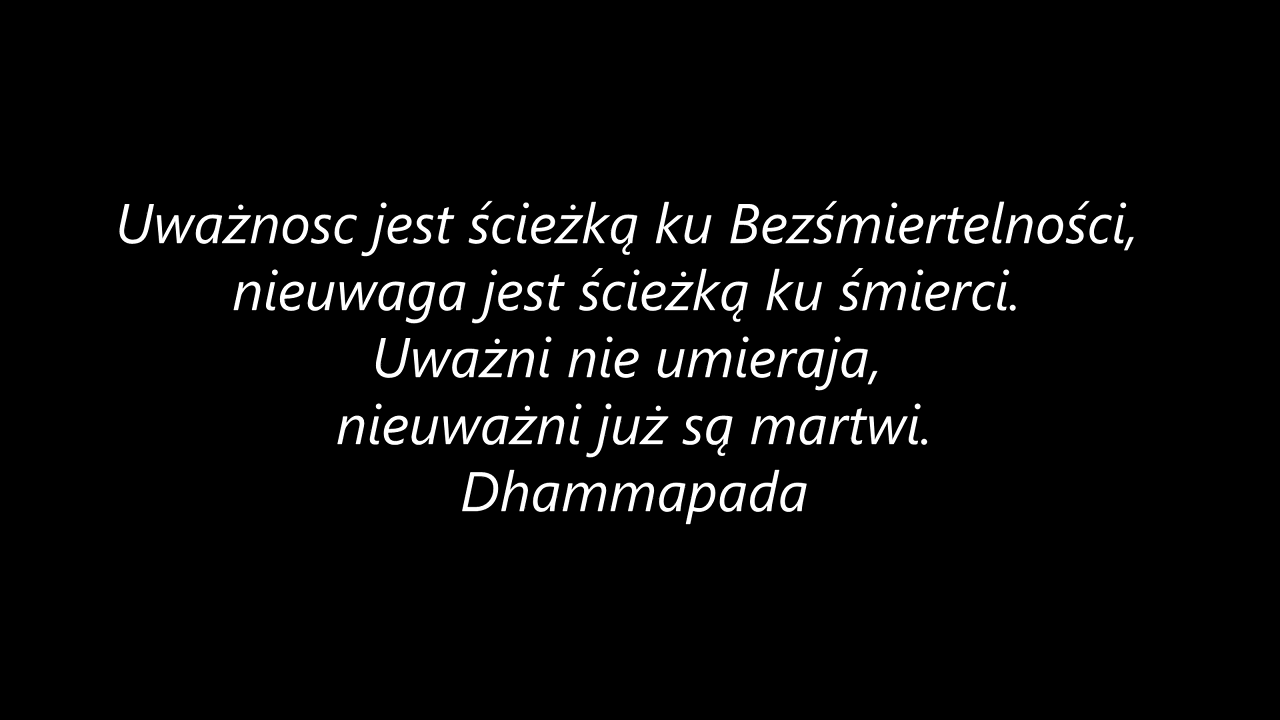 Uważnosc jest ścieżką ku Bezśmiertelności,
nieuwaga jest ścieżką ku śmierci.
Uważni nie umieraja,
nieuważni już są martwi.
Dhammapada